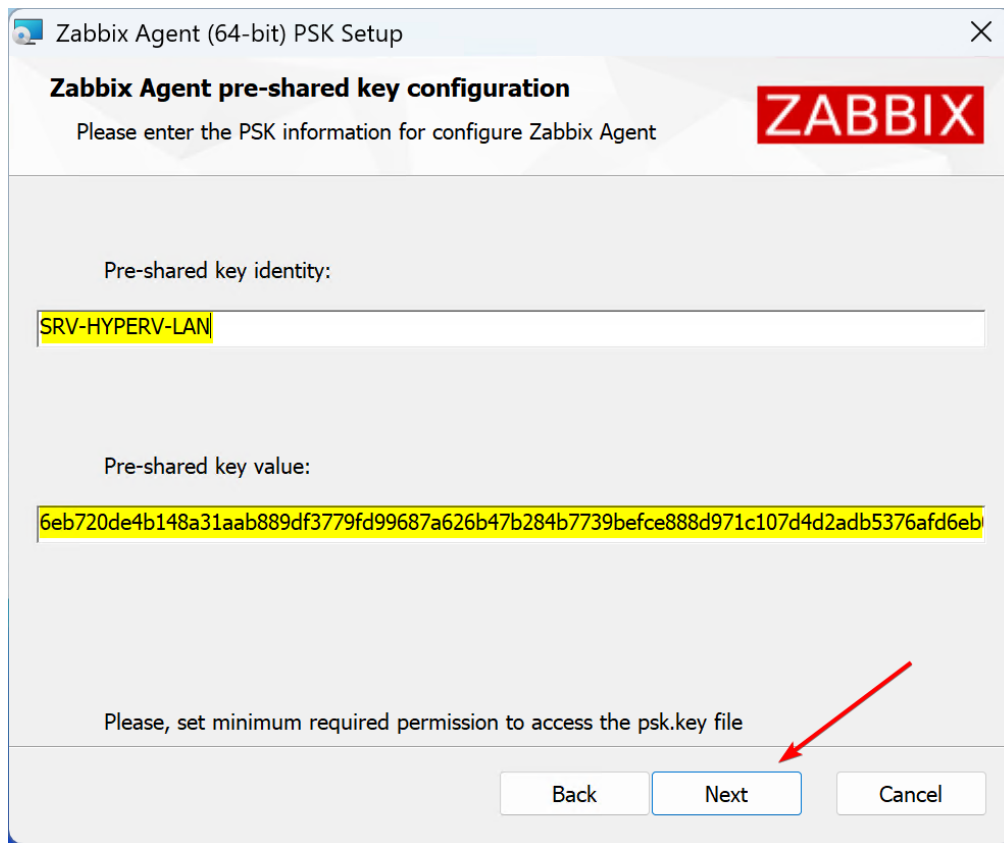 Zabbix Agent (64-bit) PSK Setup
Zabbix Agent pre-shared key configuration
Please enter the PSK information for configure Zabbix Agent
ZABBIX
Pre-shared key identity:
SRV-HYPERV-LAN
Pre-shared key value:
6eb720de4b148a31aab889df3779fd99687a626b47b284b7739befce888d971c107d4d2adb5376afd6eb
Please, set minimum required permission to access the psk.key file
Back Next Cancel